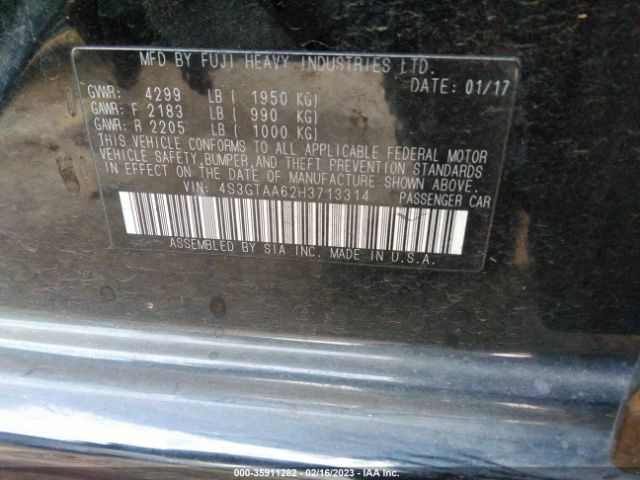 MFD BY FUJI HEAVY INDUSTRIES LTD.
DATE: 01/17
GVWR: 4299 LB ( 1950 KG)
GAWR: F 2183 LB ( 990 KG)
GAWR: R 2205 LB ( 1000 KG)
THIS VEHICLE CONFORMS TO ALL APPLICABLE FEDERAL MOTOR
VEHICLE SAFETY, BUMPER, AND THEFT PREVENTION STANDARDS
IN EFFECT ON THE DATE OF MANUFACTURE SHOWN ABOVE.
VIN: 4S3GTAA62H3713314 PASSENGER CAR
ASSEMBLED BY SIA INC. MADE IN U.S.A.
000-35911282 - 02/16/2023 - IAA Inc.